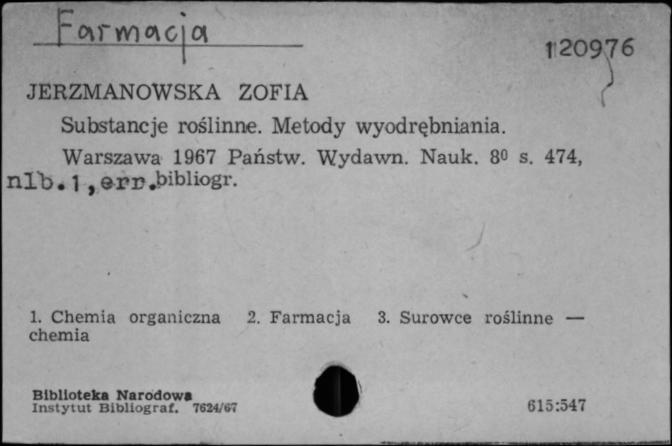 Farmacja
120976
JERZMANOWSKA ZOFIA
Substancje roślinne. Metody wyodrębniania.
Warszawa 1967 Państw. Wydawn. Nauk. 8⁰ s. 474,
nlb.1,err.bibliogr.
1. Chemia organiczna 2. Farmacja 3. Surowce roślinne —
chemia
Biblioteka Narodowa
Instytut Bibliograf. 7624/67
615:547